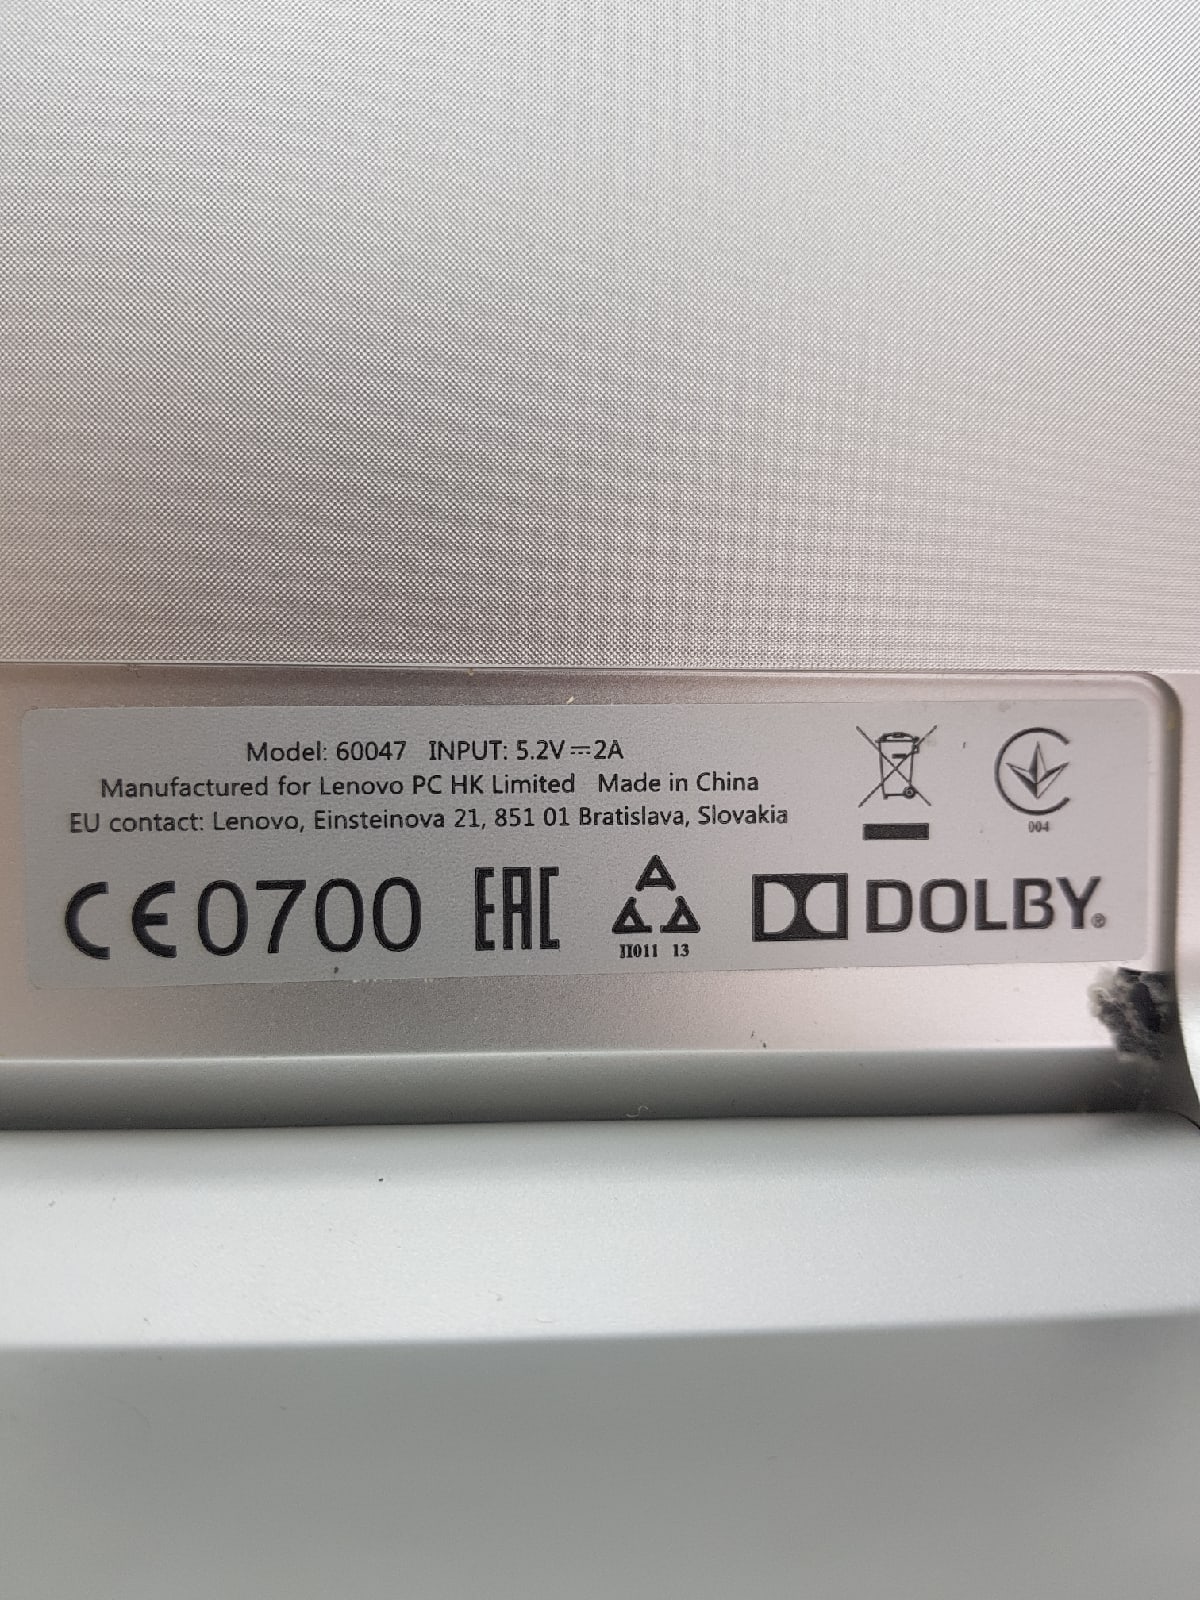 Model: 60047 INPUT: 5.2V⎓2A
Manufactured for Lenovo PC HK Limited Made in China
EU contact: Lenovo, Einsteinova 21, 851 01 Bratislava, Slovakia
004
CE0700 EAC DOLBY®
II011 13